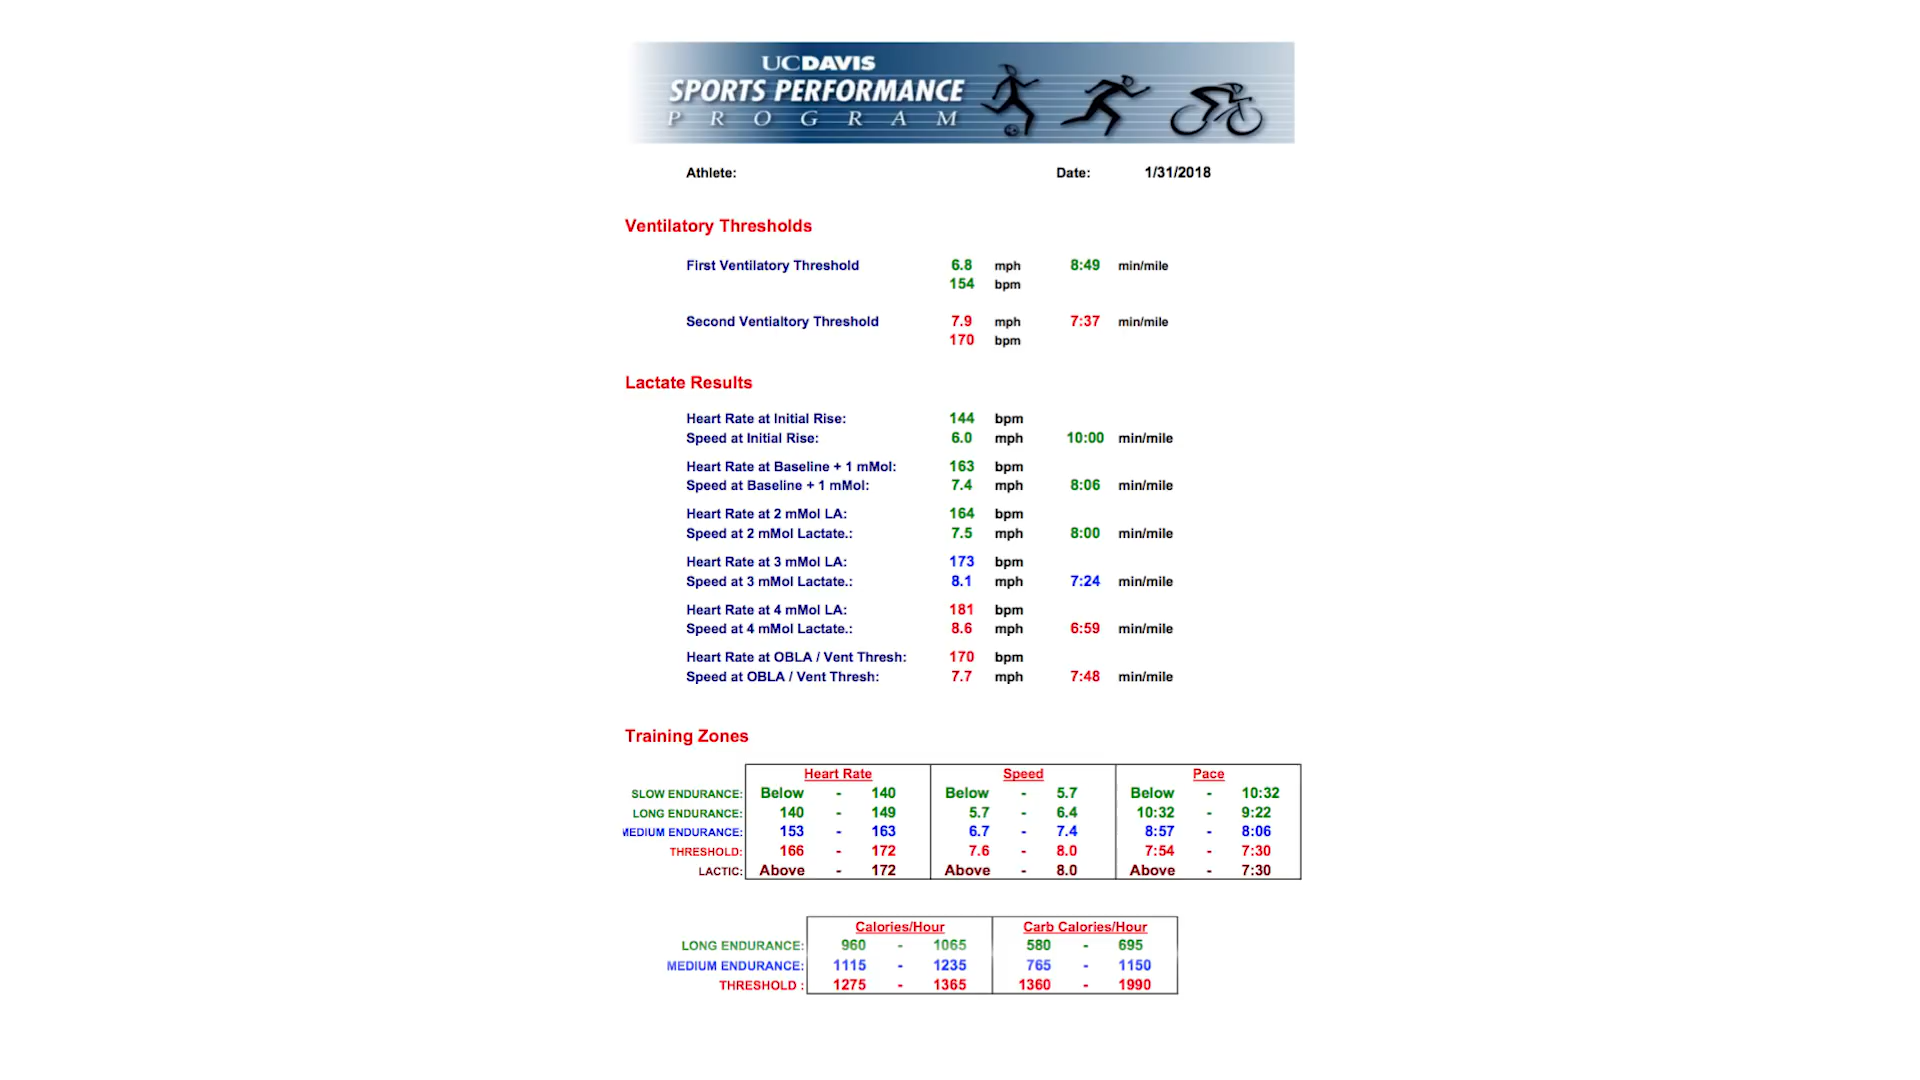 UCDAVIS
SPORTS PERFORMANCE
PROGRAM
Athlete: Date: 1/31/2018
Ventilatory Thresholds
First Ventilatory Threshold 6.8 mph 8:49 min/mile
154 bpm
Second Ventialtory Threshold 7.9 mph 7:37 min/mile
170 bpm
Lactate Results
Heart Rate at Initial Rise: 144 bpm
Speed at Initial Rise: 6.0 mph 10:00 min/mile
Heart Rate at Baseline + 1 mMol: 163 bpm
Speed at Baseline + 1 mMol: 7.4 mph 8:06 min/mile
Heart Rate at 2 mMol LA: 164 bpm
Speed at 2 mMol Lactate.: 7.5 mph 8:00 min/mile
Heart Rate at 3 mMol LA: 173 bpm
Speed at 3 mMol Lactate.: 8.1 mph 7:24 min/mile
Heart Rate at 4 mMol LA: 181 bpm
Speed at 4 mMol Lactate.: 8.6 mph 6:59 min/mile
Heart Rate at OBLA / Vent Thresh: 170 bpm
Speed at OBLA / Vent Thresh: 7.7 mph 7:48 min/mile
Training Zones
Heart Rate Speed Pace
SLOW ENDURANCE: Below - 140 Below - 5.7 Below - 10:32
LONG ENDURANCE: 140 - 149 5.7 - 6.4 10:32 - 9:22
MEDIUM ENDURANCE: 153 - 163 6.7 - 7.4 8:57 - 8:06
THRESHOLD: 166 - 172 7.6 - 8.0 7:54 - 7:30
LACTIC: Above - 172 Above - 8.0 Above - 7:30
Calories/Hour Carb Calories/Hour
LONG ENDURANCE: 960 - 1065 580 - 695
MEDIUM ENDURANCE: 1115 - 1235 765 - 1150
THRESHOLD : 1275 - 1365 1360 - 1990